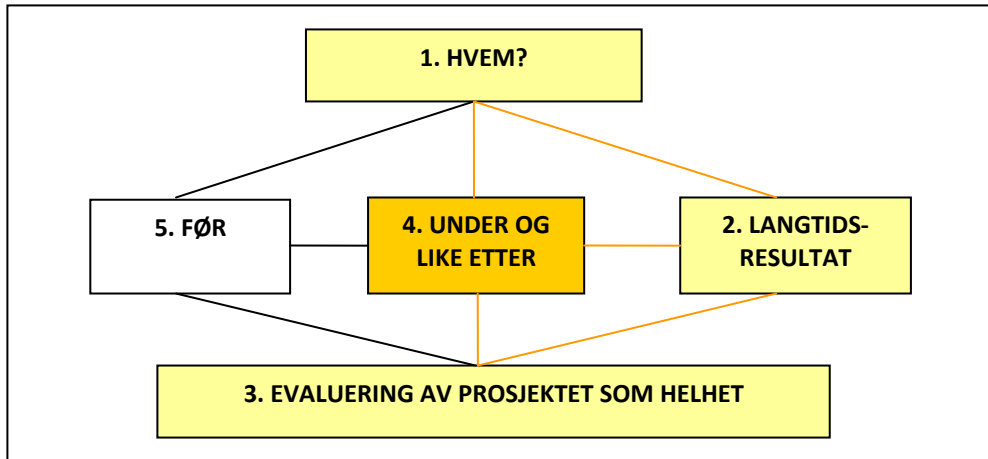 1. HVEM?
5. FØR
4. UNDER OG
LIKE ETTER
2. LANGTIDS-
RESULTAT
3. EVALUERING AV PROSJEKTET SOM HELHET